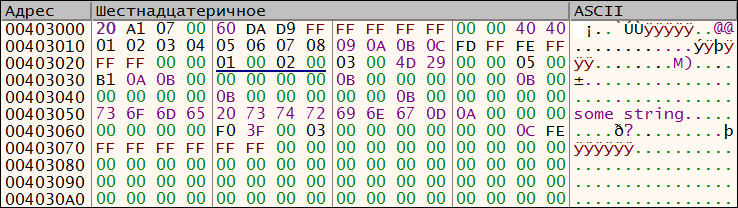 Адрес Шестнадцатеричное ASCII
00403000 20 A1 07 00 60 DA D9 FF FF FF FF FF 00 00 40 40  ¡..`ÚÙÿÿÿÿÿ..@@
00403010 01 02 03 04 05 06 07 08 09 0A 0B 0C FD FF FE FF ............ýÿþÿ
00403020 FF FF 00 00 01 00 02 00 03 00 4D 29 00 00 05 00 ÿÿ........M)....
00403030 B1 0A 0B 00 00 00 00 00 0B 00 00 00 00 00 0B 00 ±...............
00403040 00 00 00 00 0B 00 00 00 00 00 0B 00 00 00 00 00 ................
00403050 73 6F 6D 65 20 73 74 72 69 6E 67 0D 0A 00 00 00 some string.....
00403060 00 00 00 00 F0 3F 00 03 00 00 00 00 00 00 0C FE ....ð?.........þ
00403070 FF FF FF FF FF FF 00 00 00 00 00 00 00 00 00 00 ÿÿÿÿÿÿ..........
00403080 00 00 00 00 00 00 00 00 00 00 00 00 00 00 00 00 ................
00403090 00 00 00 00 00 00 00 00 00 00 00 00 00 00 00 00 ................
004030A0 00 00 00 00 00 00 00 00 00 00 00 00 00 00 00 00 ................